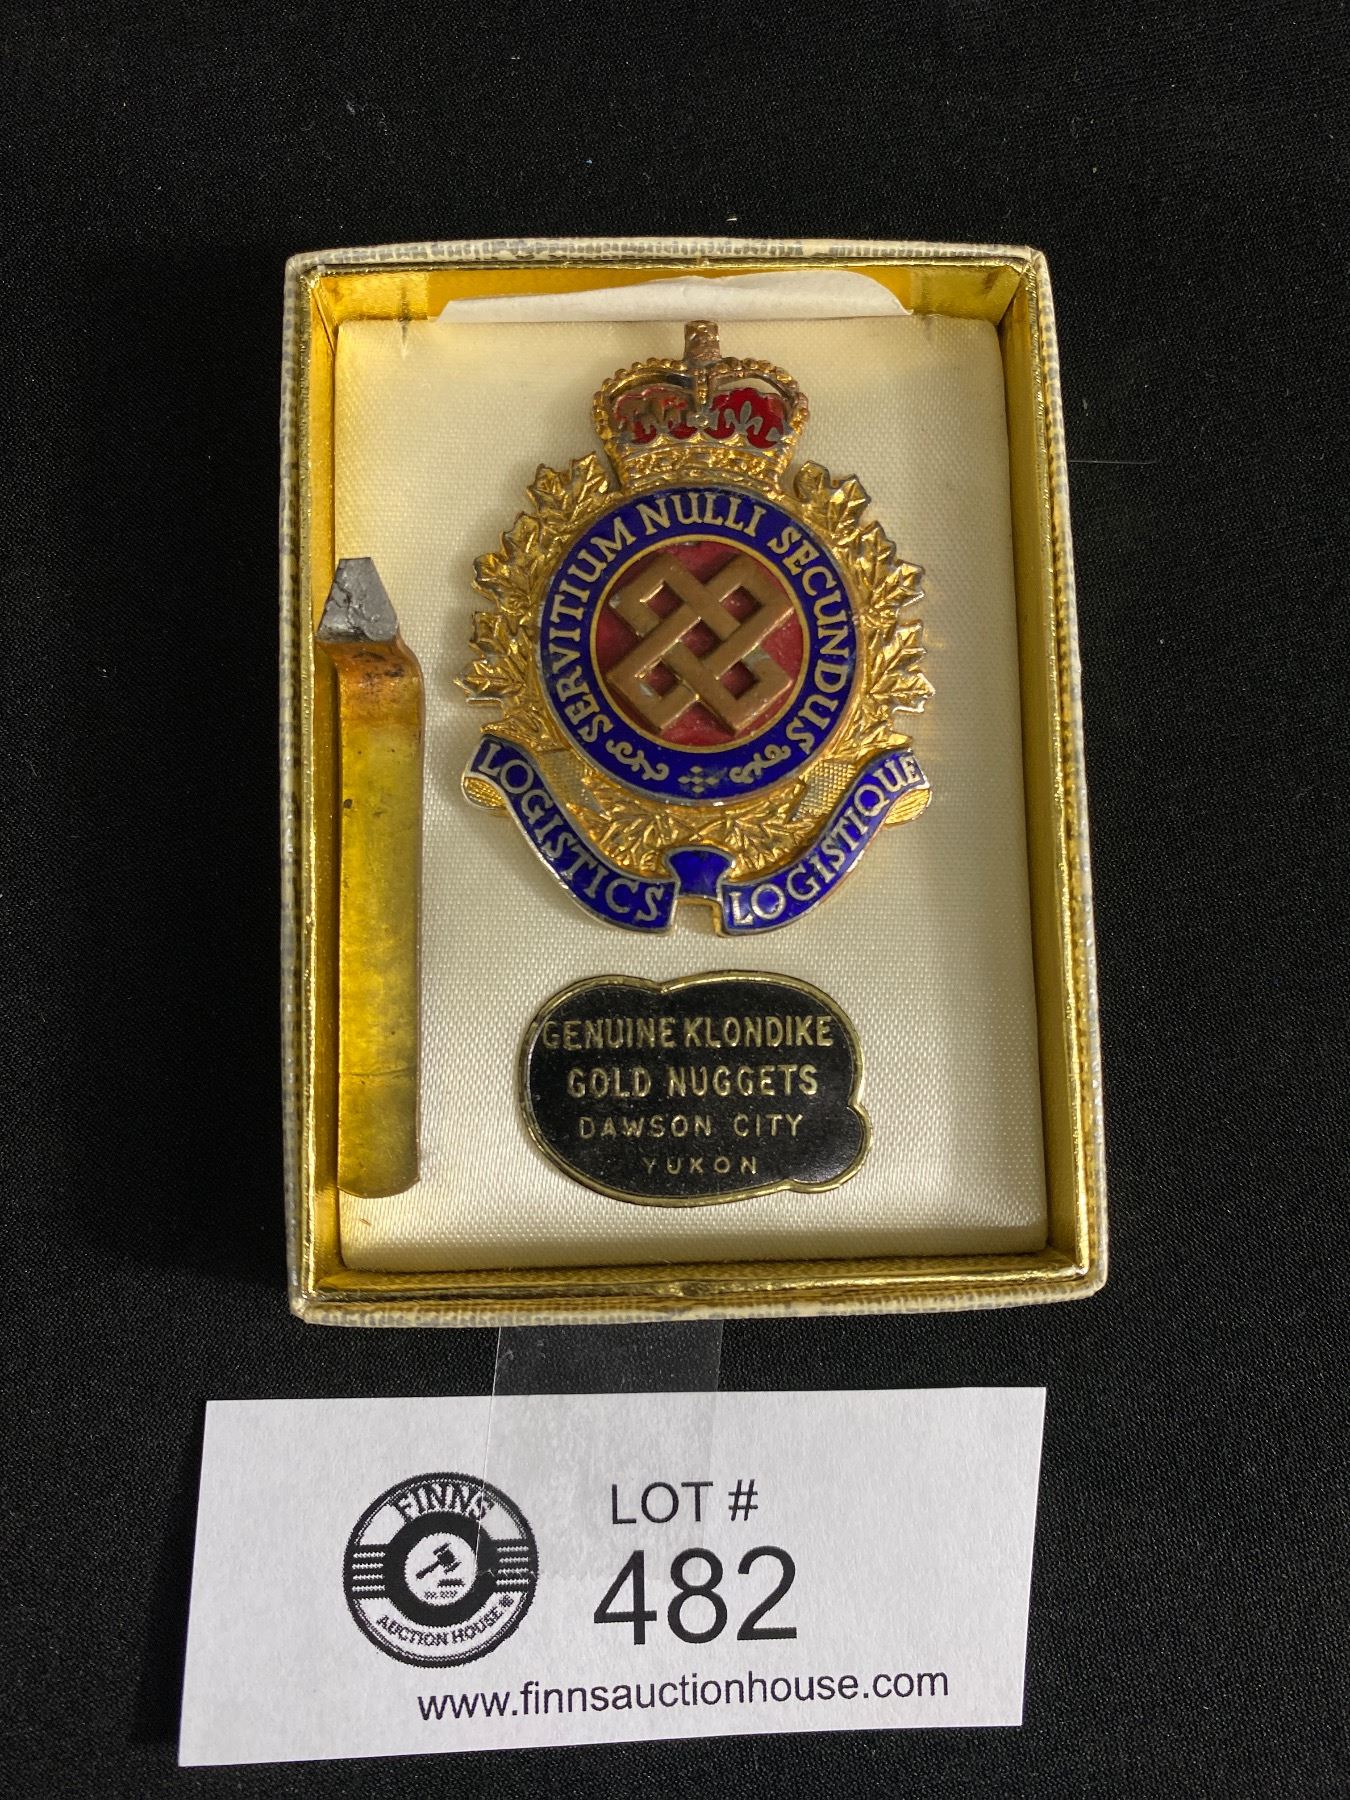 SERVITIUM NULLI SECUNDUS
LOGISTICS LOGISTIQUE
GENUINE KLONDIKE
GOLD NUGGETS
DAWSON CITY
YUKON
FINNS
AUCTION HOUSE
LOT #
482
www.finnsauctionhouse.com